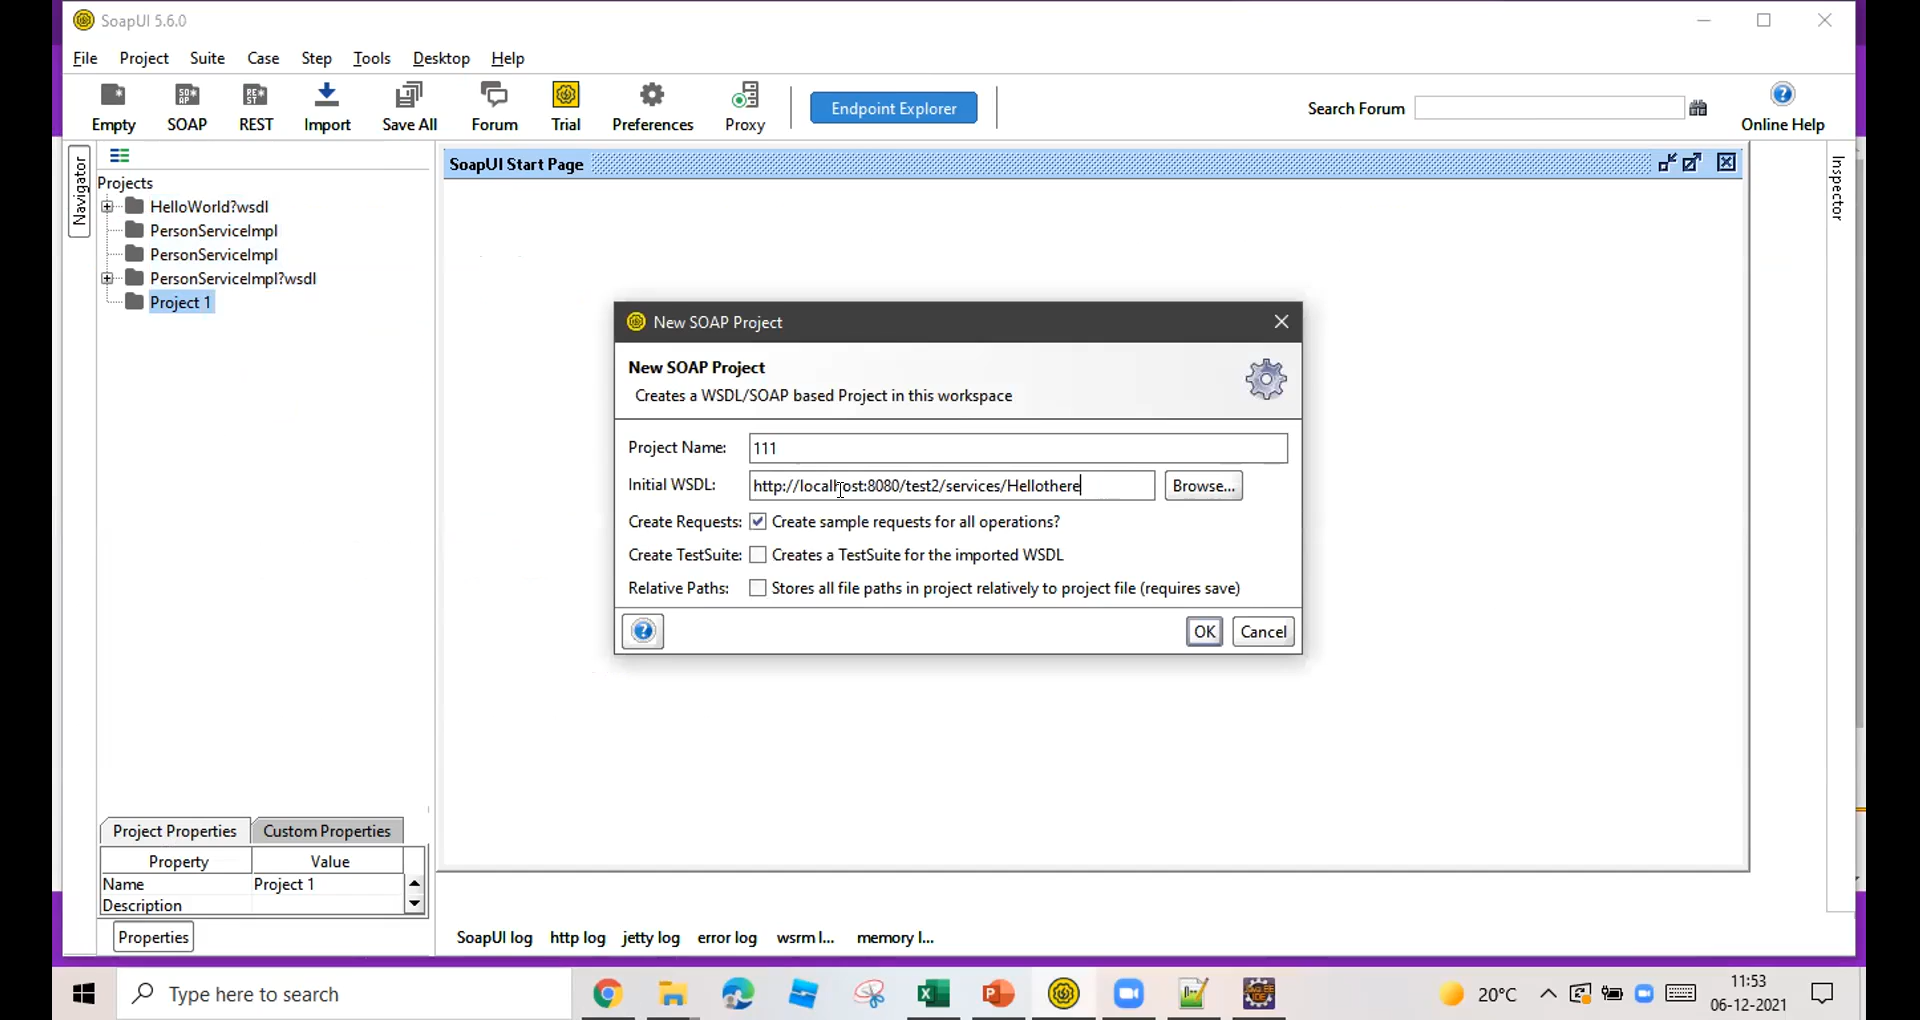 SoapUI 5.6.0
File Project Suite Case Step Tools Desktop Help
Empty SOAP REST Import Save All Forum Trial Preferences Proxy Endpoint Explorer Search Forum Online Help
Navigator
Projects
HelloWorld?wsdl
PersonServiceImpl
PersonServiceImpl
PersonServiceImpl?wsdl
Project 1
SoapUI Start Page
Inspector
New SOAP Project
New SOAP Project
Creates a WSDL/SOAP based Project in this workspace
Project Name: 111
Initial WSDL: http://localhost:8080/test2/services/Hellothere Browse...
Create Requests: Create sample requests for all operations?
Create TestSuite: Creates a TestSuite for the imported WSDL
Relative Paths: Stores all file paths in project relatively to project file (requires save)
OK Cancel
Project Properties Custom Properties
Property Value
Name Project 1
Description
Properties
SoapUI log http log jetty log error log wsrm l... memory l...
Type here to search
20°C
11:53
06-12-2021